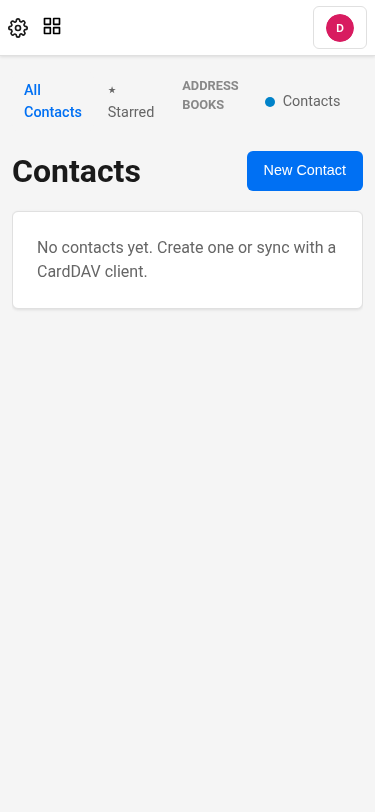 D
All
Contacts
★
Starred
ADDRESS
BOOKS
Contacts
Contacts
New Contact
No contacts yet. Create one or sync with a
CardDAV client.